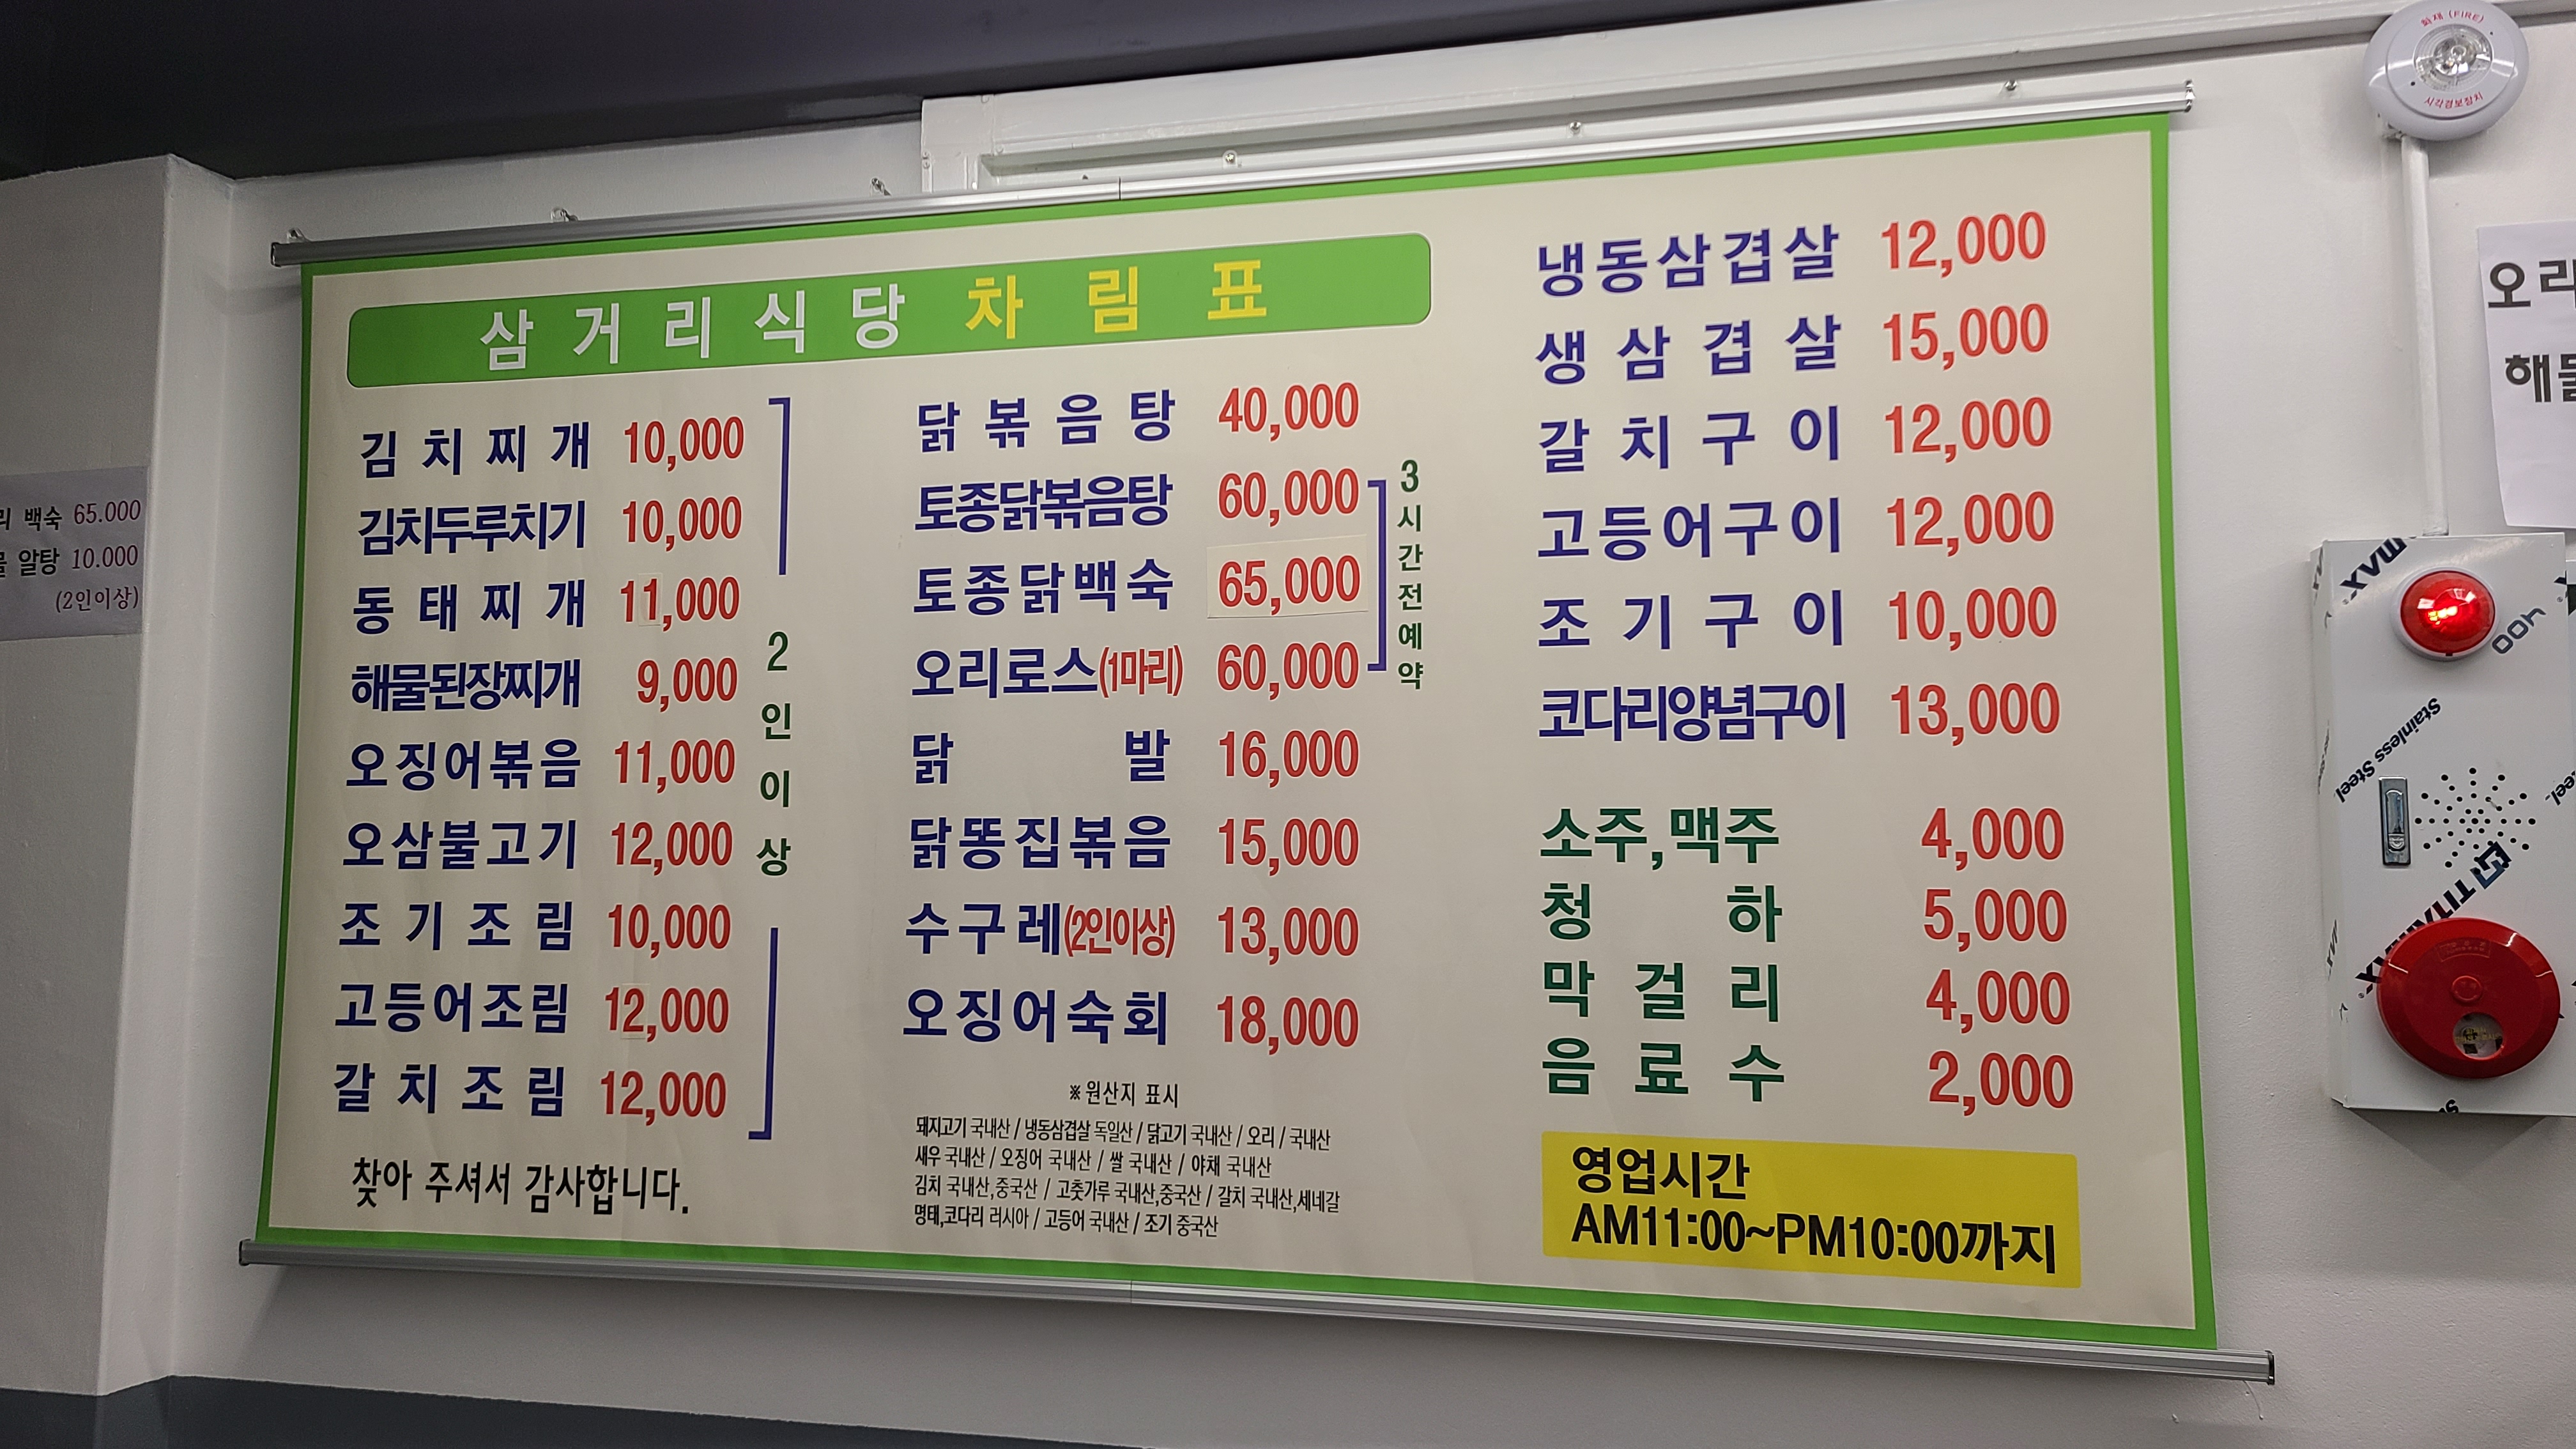 삼거리식당 차림표
김치찌개 10,000
김치두루치기 10,000
동태찌개 11,000
해물된장찌개 9,000
오징어볶음 11,000
오삼불고기 12,000
조기조림 10,000
고등어조림 12,000
갈치조림 12,000
2인이상
찾아 주셔서 감사합니다.
닭볶음탕 40,000
토종닭볶음탕 60,000
토종닭백숙 65,000
오리로스(1마리) 60,000
3시간전예약
닭발 16,000
닭똥집볶음 15,000
수구레(2인이상) 13,000
오징어숙회 18,000
※원산지 표시
돼지고기 국내산 / 냉동삼겹살 독일산 / 닭고기 국내산 / 오리 / 국내산
새우 국내산 / 오징어 국내산 / 쌀 국내산 / 야채 국내산
김치 국내산,중국산 / 고춧가루 국내산,중국산 / 갈치 국내산,세네갈
명태,코다리 러시아 / 고등어 국내산 / 조기 중국산
냉동삼겹살 12,000
생삼겹살 15,000
갈치구이 12,000
고등어구이 12,000
조기구이 10,000
코다리양념구이 13,000
소주,맥주 4,000
청하 5,000
막걸리 4,000
음료수 2,000
영업시간
AM11:00~PM10:00까지
백숙 65.000
알탕 10.000
(2인이상)
화재 (FIRE)
시각경보장치
오리
Stainless Steel